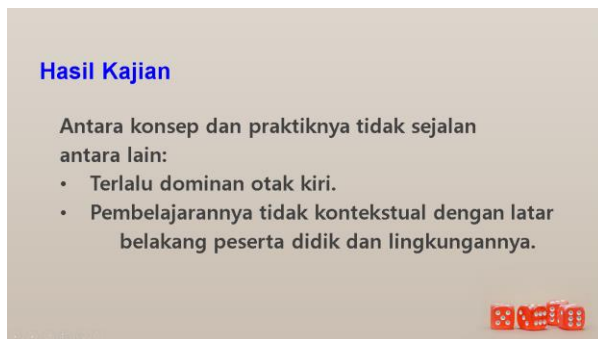 Hasil Kajian
Antara konsep dan praktiknya tidak sejalan
antara lain:
• Terlalu dominan otak kiri.
• Pembelajarannya tidak kontekstual dengan latar
belakang peserta didik dan lingkungannya.